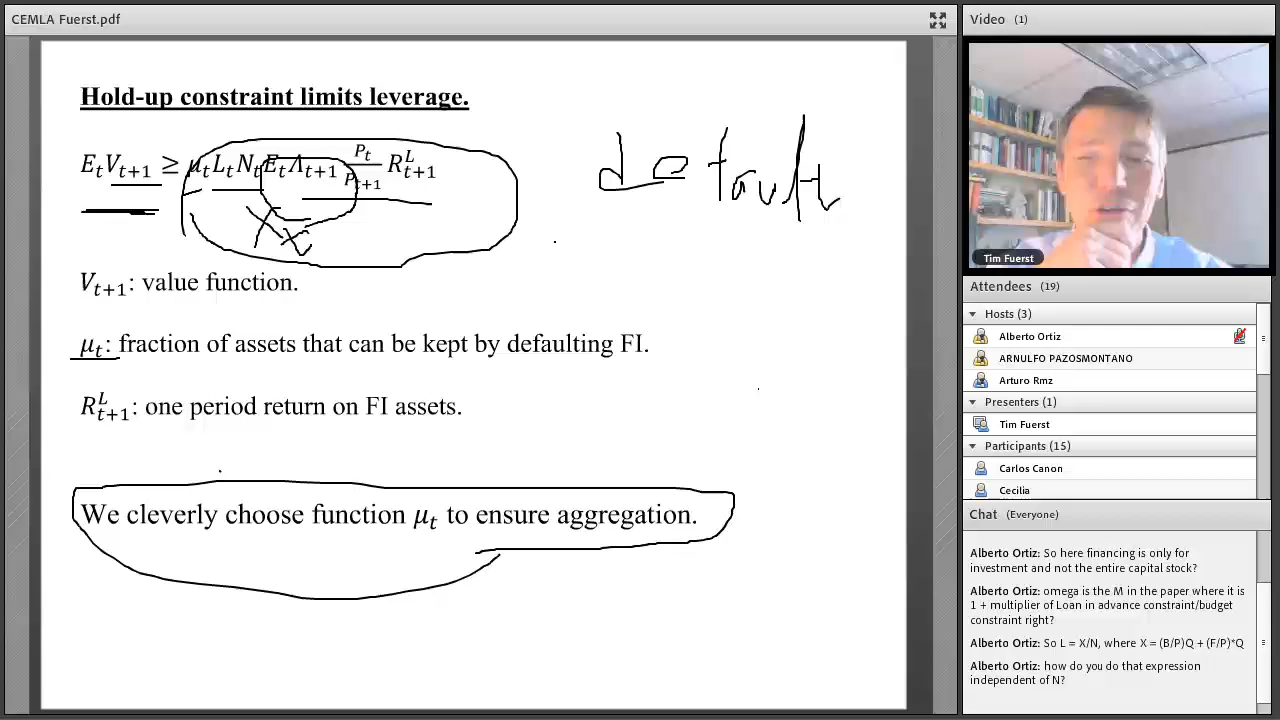 CEMLA Fuerst.pdf
Hold-up constraint limits leverage.
default
E_t V_{t+1} ≥ μ_t L_t N_t E_t Λ_{t+1} P_t/P_{t+1} R^L_{t+1}
V_{t+1}: value function.
μ_t: fraction of assets that can be kept by defaulting FI.
R^L_{t+1}: one period return on FI assets.
We cleverly choose function μ_t to ensure aggregation.
Video (1)
Tim Fuerst
Attendees (19)
Hosts (3)
Alberto Ortiz
ARNULFO PAZOSMONTANO
Arturo Rmz
Presenters (1)
Tim Fuerst
Participants (15)
Carlos Canon
Cecilia
Chat (Everyone)
Alberto Ortiz: So here financing is only for
investment and not the entire capital stock?
Alberto Ortiz: omega is the M in the paper where it is
1 + multiplier of Loan in advance constraint/budget
constraint right?
Alberto Ortiz: So L = X/N, where X = (B/P)Q + (F/P)*Q
Alberto Ortiz: how do you do that expression
independent of N?